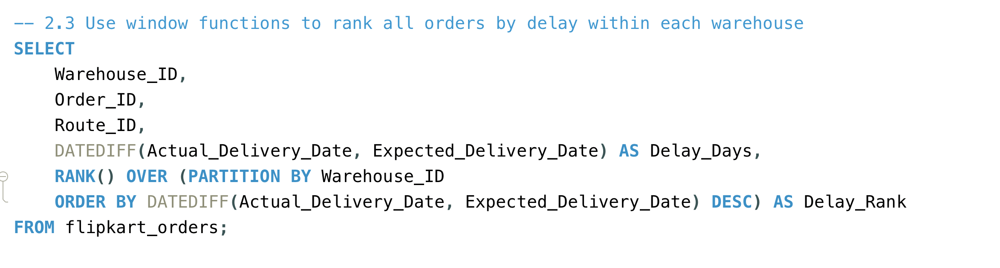 -- 2.3 Use window functions to rank all orders by delay within each warehouse
SELECT
    Warehouse_ID,
    Order_ID,
    Route_ID,
    DATEDIFF(Actual_Delivery_Date, Expected_Delivery_Date) AS Delay_Days,
    RANK() OVER (PARTITION BY Warehouse_ID
    ORDER BY DATEDIFF(Actual_Delivery_Date, Expected_Delivery_Date) DESC) AS Delay_Rank
FROM flipkart_orders;